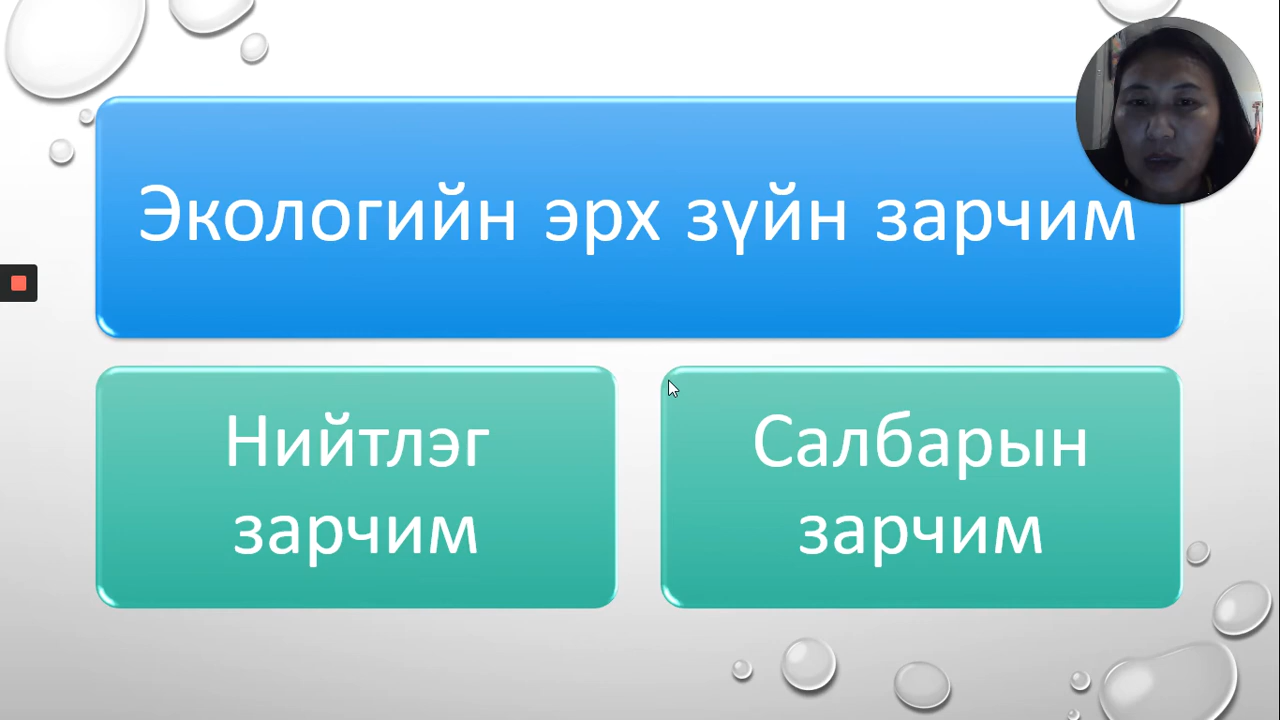 Экологийн эрх зүйн зарчим
Нийтлэг
зарчим
Салбарын
зарчим